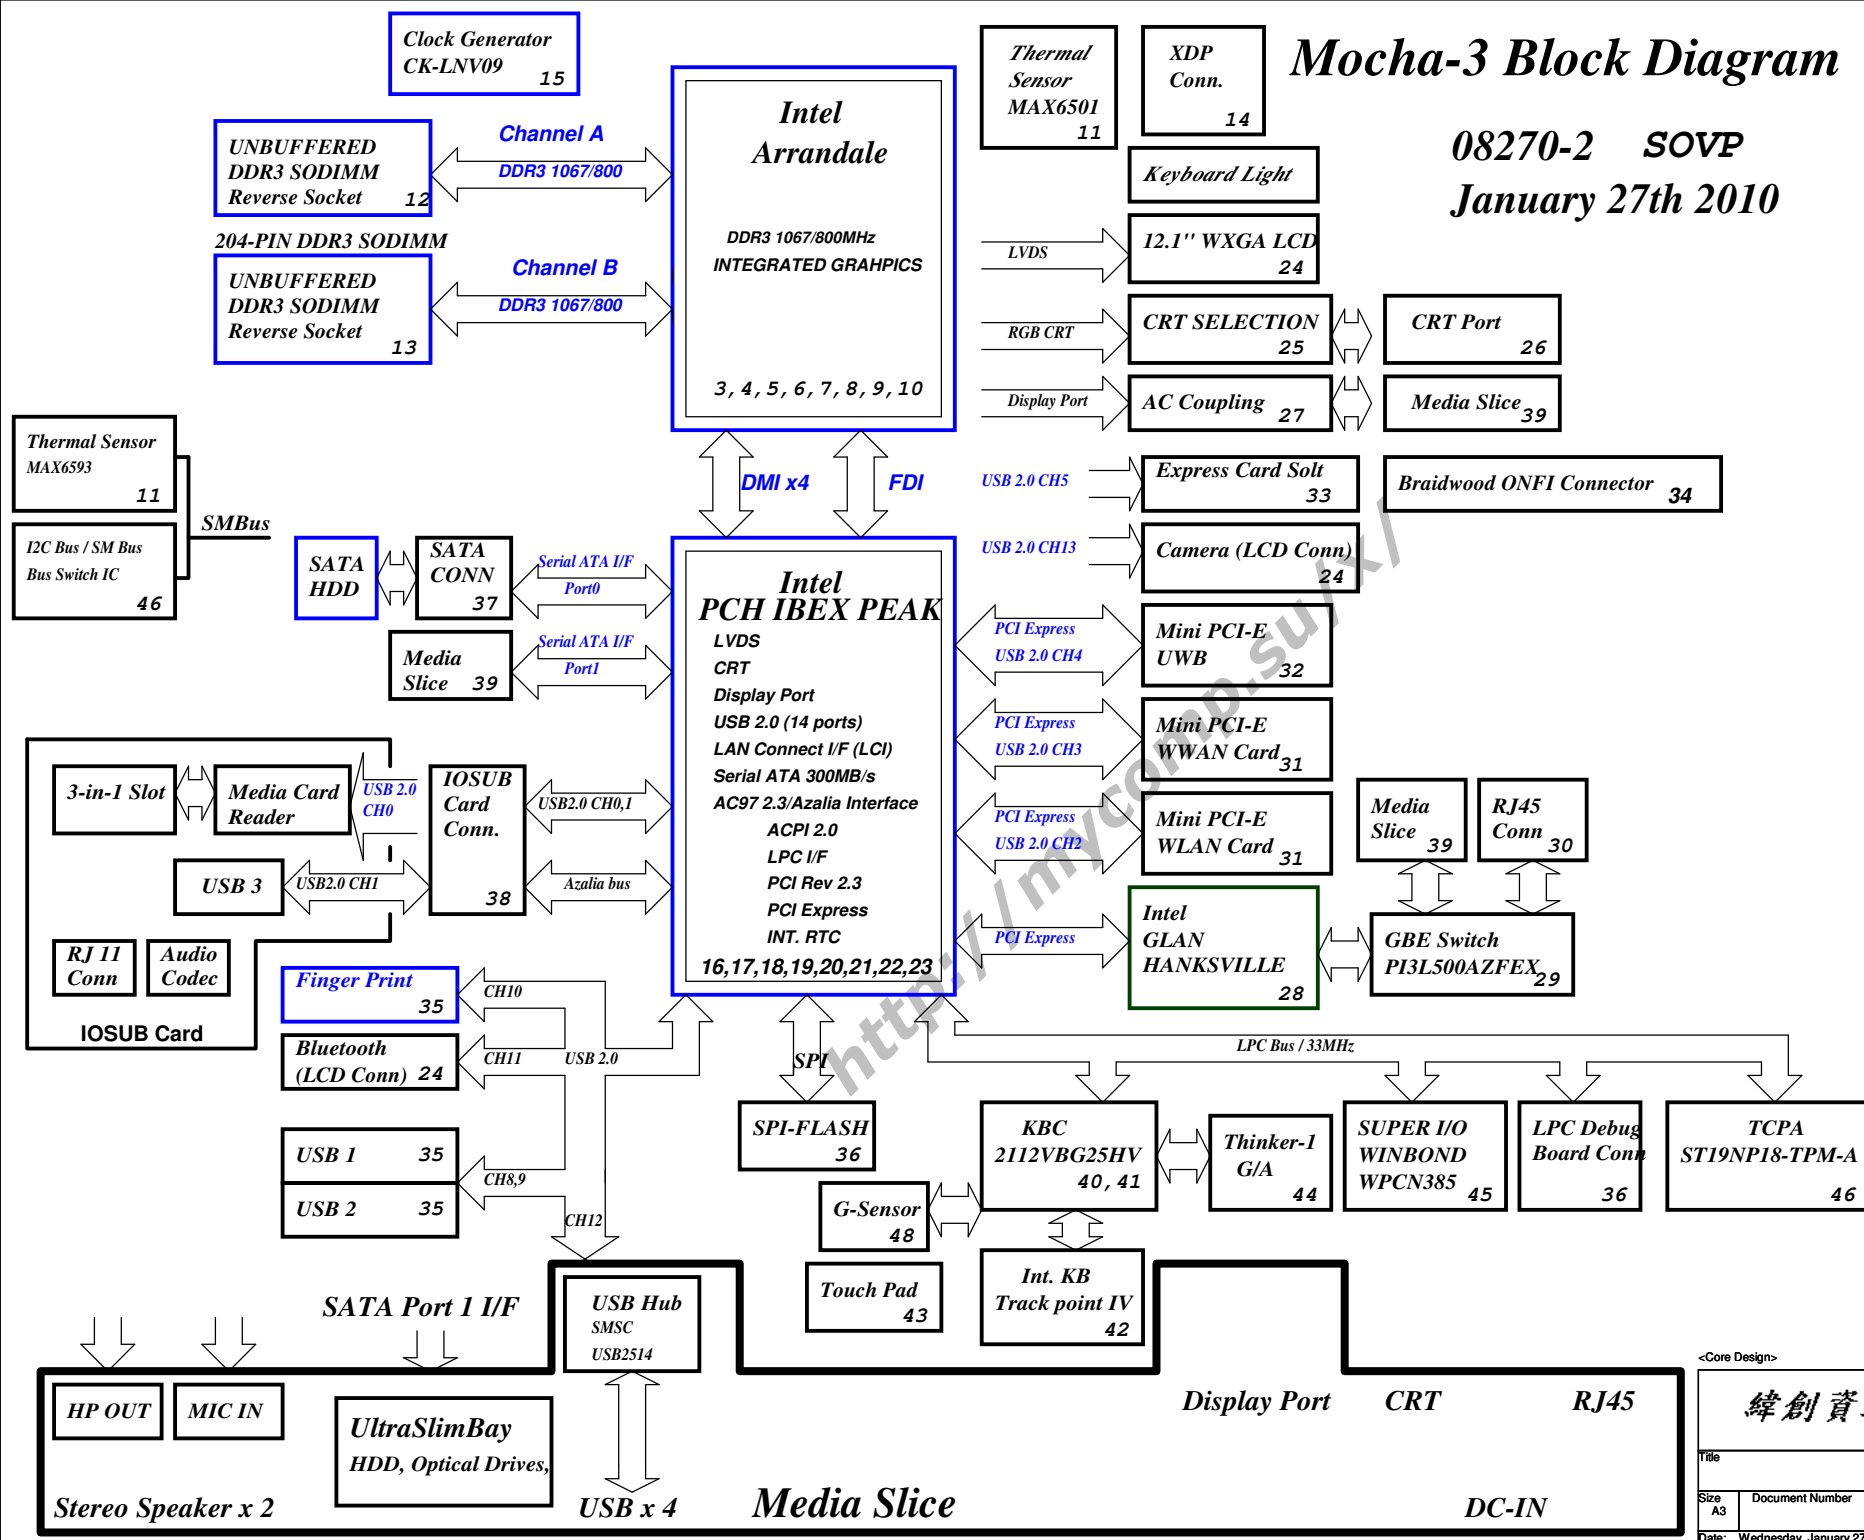 Mocha-3 Block Diagram
08270-2 SOVP
January 27th 2010
Clock Generator
CK-LNV09
15
UNBUFFERED
DDR3 SODIMM
Reverse Socket
12
204-PIN DDR3 SODIMM
UNBUFFERED
DDR3 SODIMM
Reverse Socket
13
Channel A
DDR3 1067/800
Channel B
DDR3 1067/800
Intel
Arrandale
DDR3 1067/800MHz
INTEGRATED GRAHPICS
3, 4, 5, 6, 7, 8, 9, 10
Thermal
Sensor
MAX6501
11
XDP
Conn.
14
Keyboard Light
LVDS
12.1" WXGA LCD
24
RGB CRT
CRT SELECTION
25
CRT Port
26
Display Port
AC Coupling
27
Media Slice
39
USB 2.0 CH5
Express Card Solt
33
Braidwood ONFI Connector
34
USB 2.0 CH13
Camera (LCD Conn)
24
Thermal Sensor
MAX6593
11
SMBus
I2C Bus / SM Bus
Bus Switch IC
46
DMI x4
FDI
SATA
HDD
SATA
CONN
37
Serial ATA I/F
Port0
Media
Slice
39
Serial ATA I/F
Port1
Intel
PCH IBEX PEAK
LVDS
CRT
Display Port
USB 2.0 (14 ports)
LAN Connect I/F (LCI)
Serial ATA 300MB/s
AC97 2.3/Azalia Interface
ACPI 2.0
LPC I/F
PCI Rev 2.3
PCI Express
INT. RTC
16,17,18,19,20,21,22,23
PCI Express
USB 2.0 CH4
Mini PCI-E
UWB
32
PCI Express
USB 2.0 CH3
Mini PCI-E
WWAN Card
31
PCI Express
USB 2.0 CH2
Mini PCI-E
WLAN Card
31
Media
Slice
39
RJ45
Conn
30
PCI Express
Intel
GLAN
HANKSVILLE
28
GBE Switch
PI3L500AZFEX
29
3-in-1 Slot
Media Card
Reader
USB 2.0
CH0
IOSUB
Card
Conn.
38
USB2.0 CH0,1
Azalia bus
USB 3
USB2.0 CH1
RJ 11
Conn
Audio
Codec
IOSUB Card
Finger Print
35
CH10
Bluetooth
(LCD Conn)
24
CH11
USB 2.0
USB 1
35
USB 2
35
CH8,9
CH12
SPI
SPI-FLASH
36
LPC Bus / 33MHz
KBC
2112VBG25HV
40, 41
Thinker-1
G/A
44
SUPER I/O
WINBOND
WPCN385
45
LPC Debug
Board Conn
36
TCPA
ST19NP18-TPM-A
46
G-Sensor
48
Touch Pad
43
Int. KB
Track point IV
42
http://mycomp.su/x/
SATA Port 1 I/F
USB Hub
SMSC
USB2514
HP OUT
MIC IN
UltraSlimBay
HDD, Optical Drives,
Stereo Speaker x 2
USB x 4
Media Slice
Display Port
CRT
RJ45
DC-IN
<Core Design>
緯創資
Title
Size
A3
Document Number
Date:
Wednesday, January 27